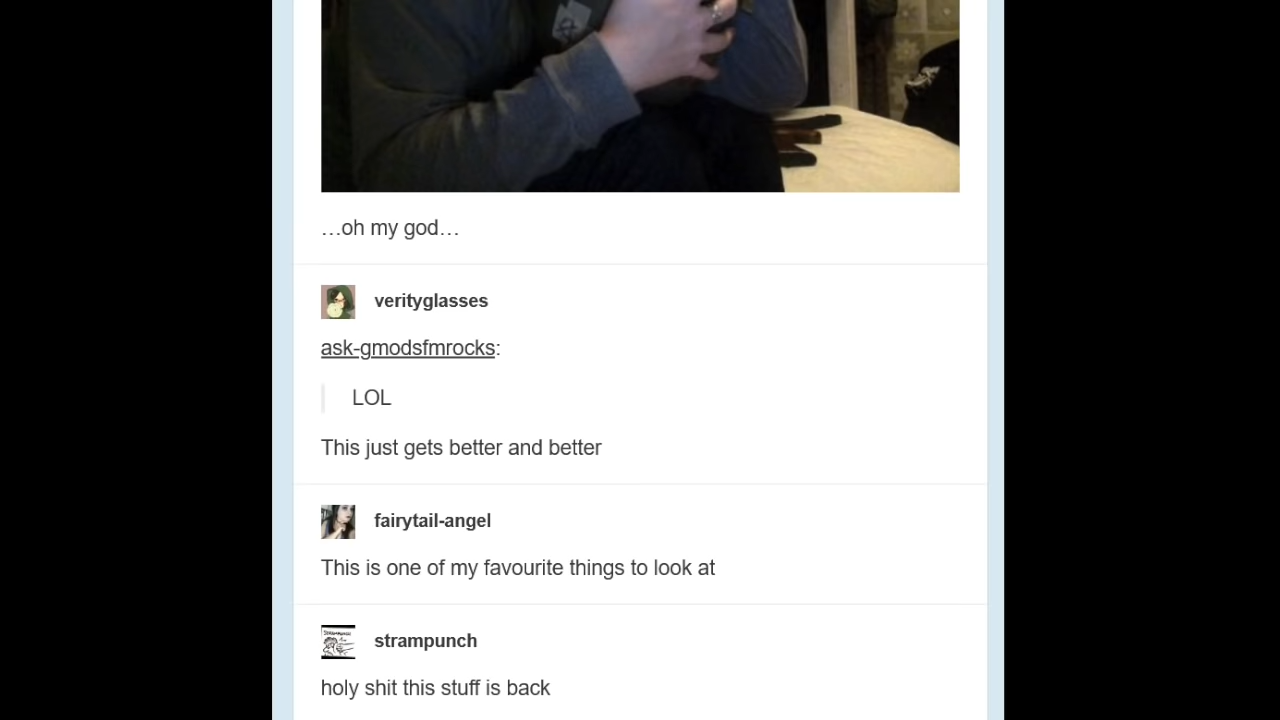 …oh my god…
verityglasses
ask-gmodsfmrocks:
LOL
This just gets better and better
fairytail-angel
This is one of my favourite things to look at
strampunch
holy shit this stuff is back